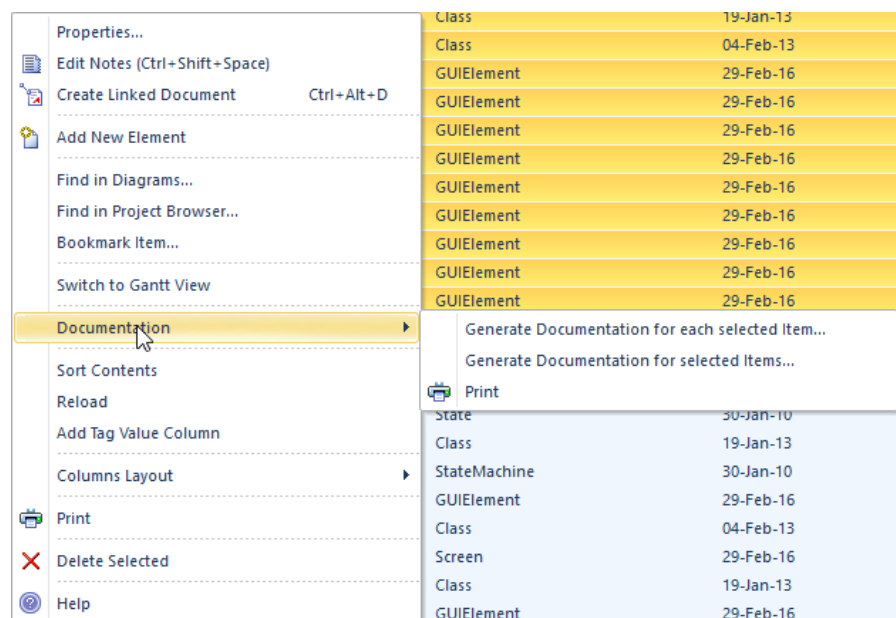 Properties...
Edit Notes (Ctrl+Shift+Space)
Create Linked Document Ctrl+Alt+D
Add New Element
Find in Diagrams...
Find in Project Browser...
Bookmark Item...
Switch to Gantt View
Documentation
Sort Contents
Reload
Add Tag Value Column
Columns Layout
Print
Delete Selected
Help
Class 19-Jan-13
Class 04-Feb-13
GUIElement 29-Feb-16
GUIElement 29-Feb-16
GUIElement 29-Feb-16
GUIElement 29-Feb-16
GUIElement 29-Feb-16
GUIElement 29-Feb-16
GUIElement 29-Feb-16
GUIElement 29-Feb-16
GUIElement 29-Feb-16
Generate Documentation for each selected Item...
Generate Documentation for selected Items...
Print
State 30-Jan-10
Class 19-Jan-13
StateMachine 30-Jan-10
GUIElement 29-Feb-16
Class 04-Feb-13
Screen 29-Feb-16
Class 19-Jan-13
GUIElement 29-Feb-16